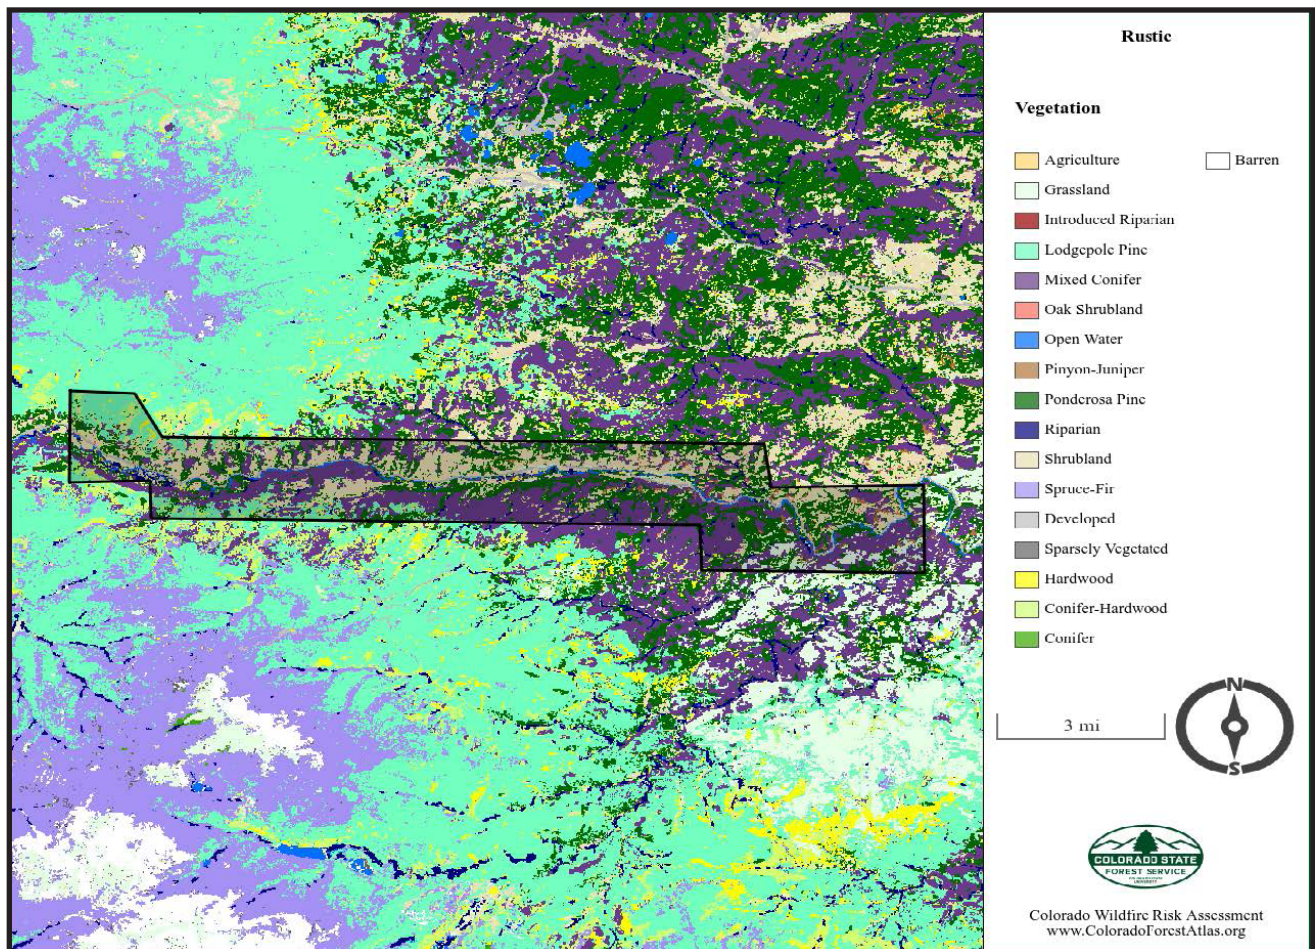 Rustic
Vegetation
Agriculture
Barren
Grassland
Introduced Riparian
Lodgepole Pine
Mixed Conifer
Oak Shrubland
Open Water
Pinyon-Juniper
Ponderosa Pine
Riparian
Shrubland
Spruce-Fir
Developed
Sparsely Vegetated
Hardwood
Conifer-Hardwood
Conifer
N
3 mi
S
COLORADO STATE
FOREST SERVICE
Colorado Wildfire Risk Assessment
www.ColoradoForestAtlas.org